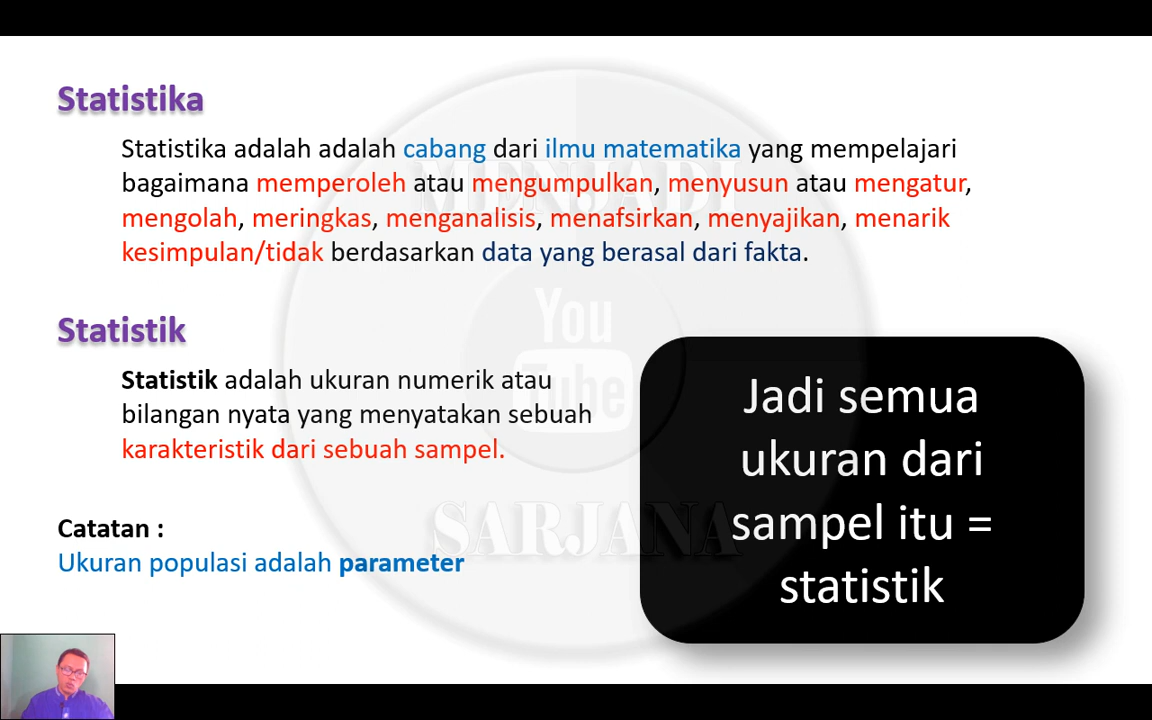 Statistika
Statistika adalah adalah cabang dari ilmu matematika yang mempelajari
bagaimana memperoleh atau mengumpulkan, menyusun atau mengatur,
mengolah, meringkas, menganalisis, menafsirkan, menyajikan, menarik
kesimpulan/tidak berdasarkan data yang berasal dari fakta.
Statistik
Statistik adalah ukuran numerik atau
bilangan nyata yang menyatakan sebuah
karakteristik dari sebuah sampel.
Catatan :
Ukuran populasi adalah parameter
Jadi semua
ukuran dari
sampel itu =
statistik
MENJADI
You
Tube
SARJANA